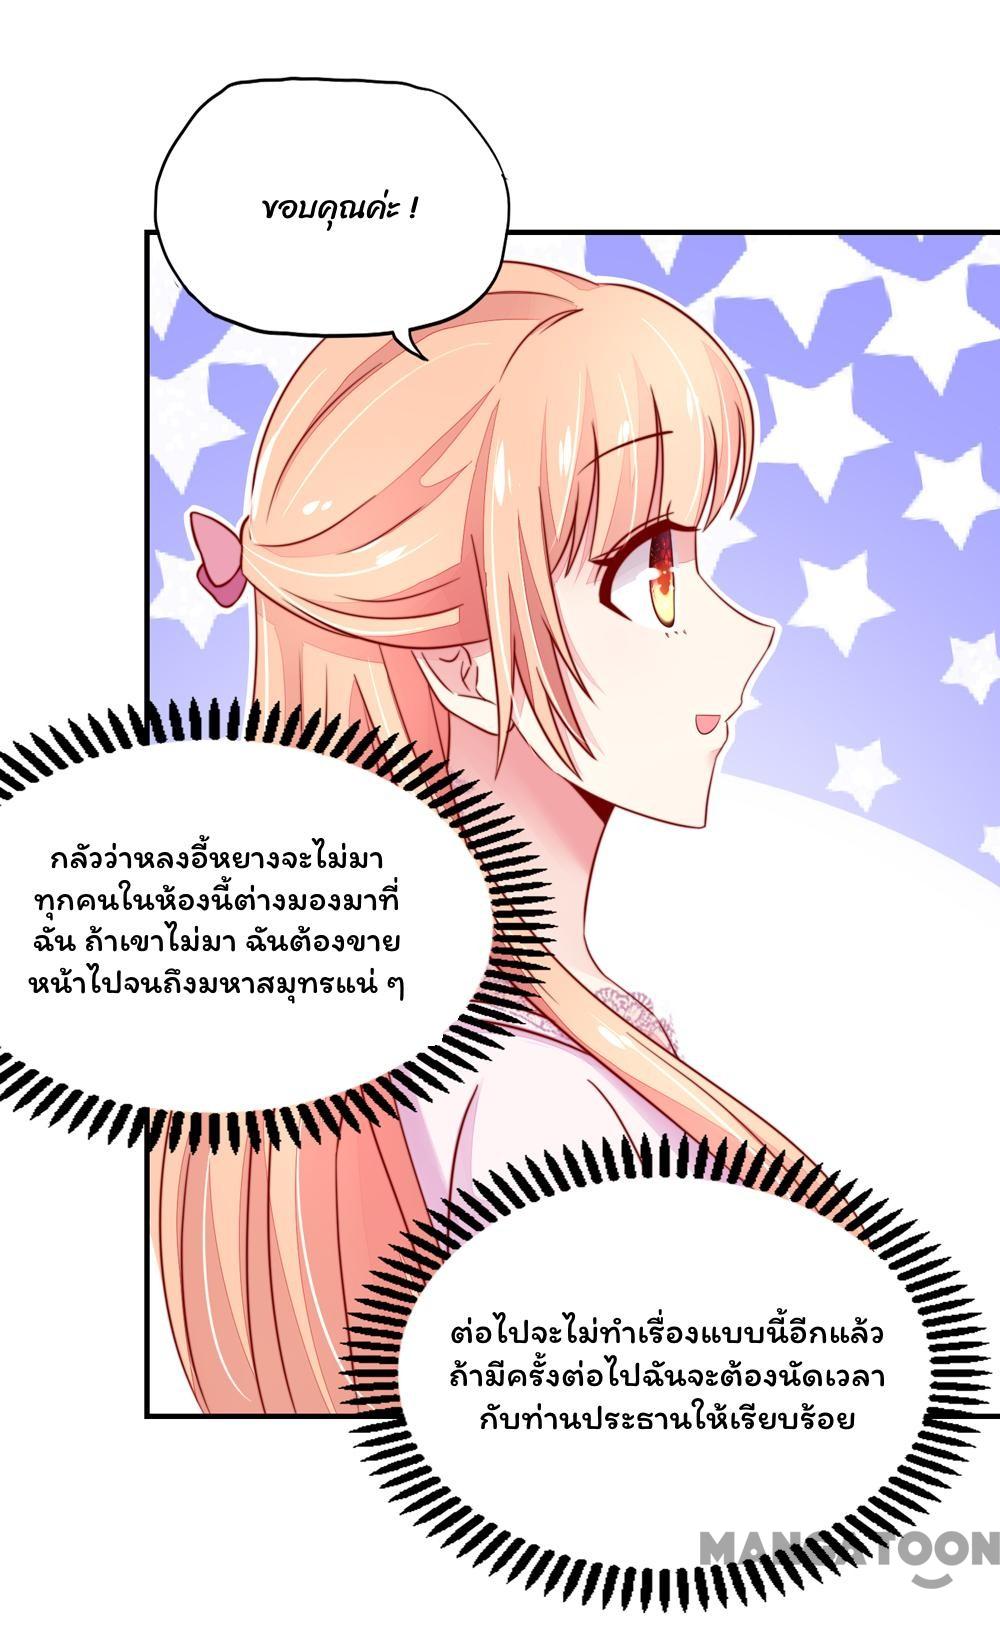 ขอบคุณค่ะ !
กลัวว่าหลงอี้หยางจะไม่มา
ทุกคนในห้องนี้ต่างมองมาที่
ฉัน ถ้าเขาไม่มา ฉันต้องขาย
หน้าไปจนถึงมหาสมุทรแน่ ๆ
ต่อไปจะไม่ทำเรื่องแบบนี้อีกแล้ว
ถ้ามีครั้งต่อไปฉันจะต้องนัดเวลา
กับท่านประธานให้เรียบร้อย
MANGATOON